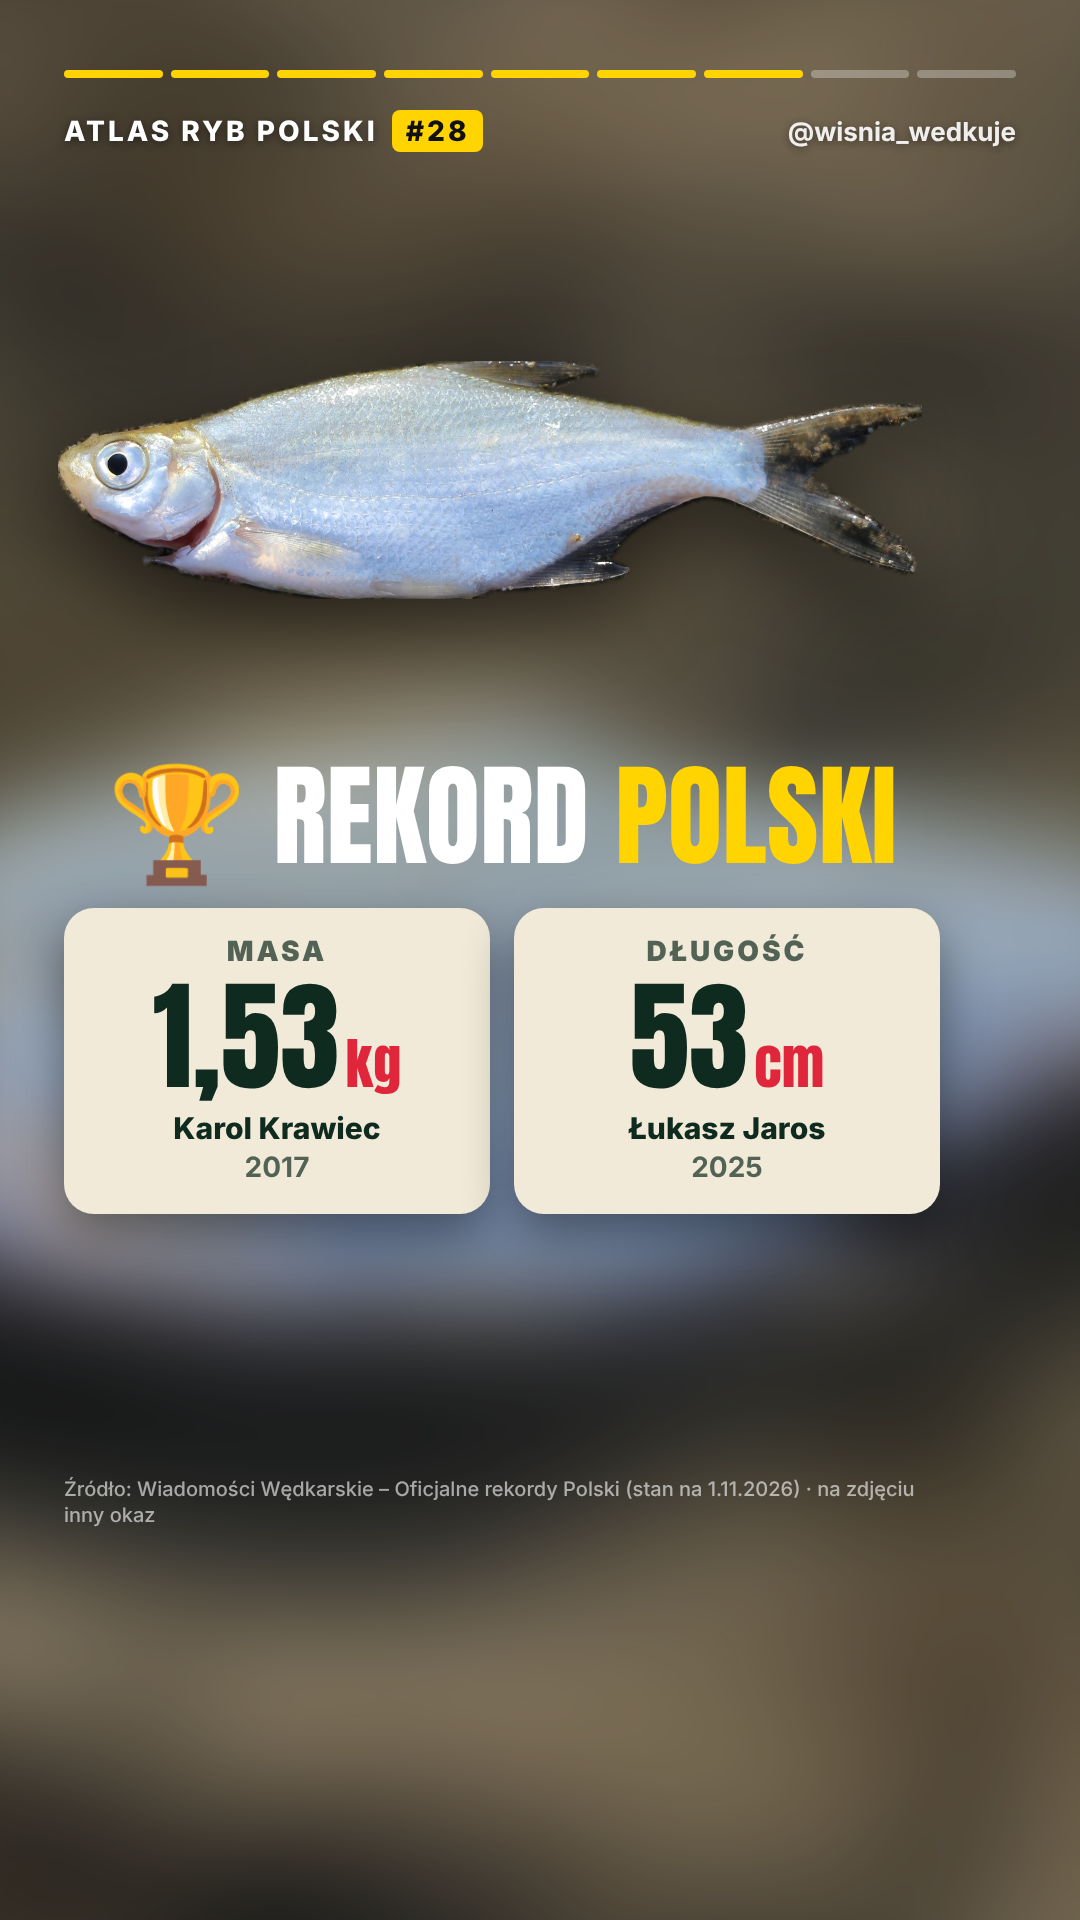 ATLAS RYB POLSKI #28
@wisnia_wedkuje
REKORD POLSKI
MASA
1,53 kg
Karol Krawiec
2017
DŁUGOŚĆ
53 cm
Łukasz Jaros
2025
Źródło: Wiadomości Wędkarskie – Oficjalne rekordy Polski (stan na 1.11.2026) · na zdjęciu
inny okaz